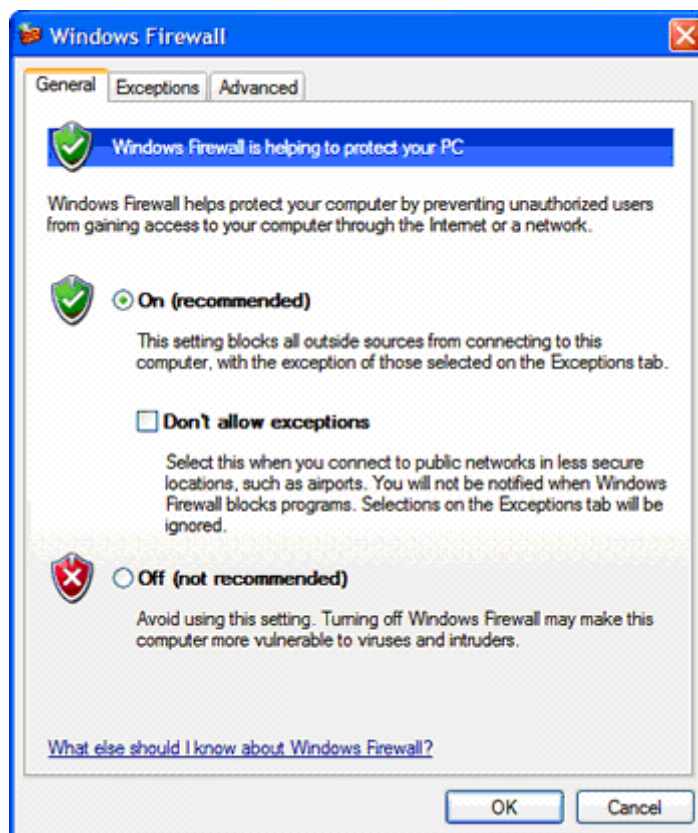 Windows Firewall
General
Exceptions
Advanced
Windows Firewall is helping to protect your PC
Windows Firewall helps protect your computer by preventing unauthorized users
from gaining access to your computer through the Internet or a network.
On (recommended)
This setting blocks all outside sources from connecting to this
computer, with the exception of those selected on the Exceptions tab.
Don't allow exceptions
Select this when you connect to public networks in less secure
locations, such as airports. You will not be notified when Windows
Firewall blocks programs. Selections on the Exceptions tab will be
ignored.
Off (not recommended)
Avoid using this setting. Turning off Windows Firewall may make this
computer more vulnerable to viruses and intruders.
What else should I know about Windows Firewall?
OK
Cancel